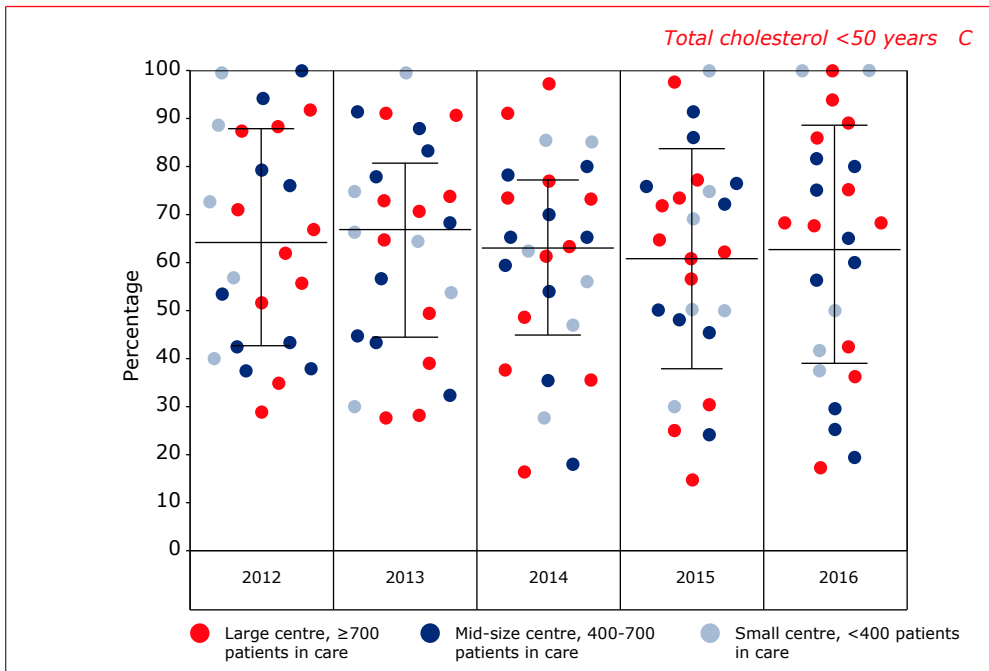 Total cholesterol <50 years C
100
90
80
70
60
50
40
30
20
10
0
Percentage
2012 2013 2014 2015 2016
Large centre, ≥700 patients in care
Mid-size centre, 400-700 patients in care
Small centre, <400 patients in care